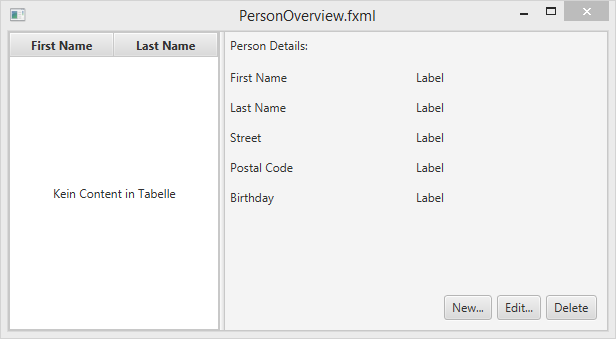 PersonOverview.fxml
First Name Last Name
Kein Content in Tabelle
Person Details:
First Name Label
Last Name Label
Street Label
Postal Code Label
Birthday Label
New... Edit... Delete